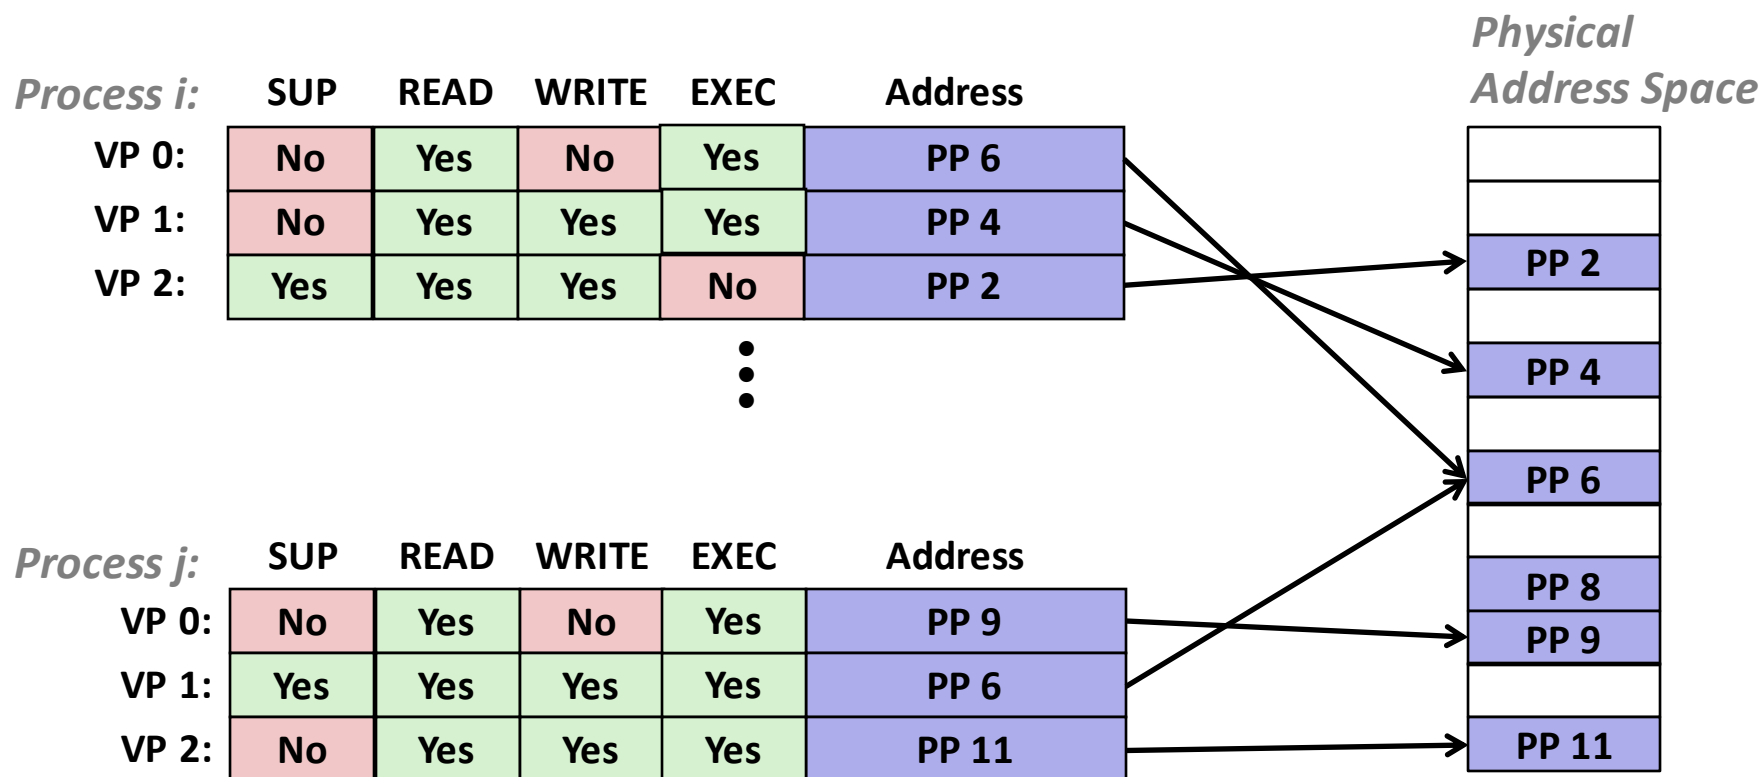 Physical
Address Space
Process i: SUP READ WRITE EXEC Address
VP 0: No Yes No Yes PP 6
VP 1: No Yes Yes Yes PP 4
VP 2: Yes Yes Yes No PP 2
PP 2
PP 4
PP 6
Process j: SUP READ WRITE EXEC Address
VP 0: No Yes No Yes PP 9
VP 1: Yes Yes Yes Yes PP 6
VP 2: No Yes Yes Yes PP 11
PP 8
PP 9
PP 11